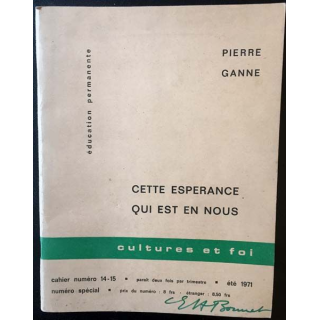 PIERRE
GANNE
éducation permanente
CETTE ESPERANCE
QUI EST EN NOUS
cultures et foi
cahier numéro 14-15 • paraît deux fois par trimestre • été 1971
numéro spécial • prix du numéro : 8 frs - étranger : 8,50 frs
Bonnet